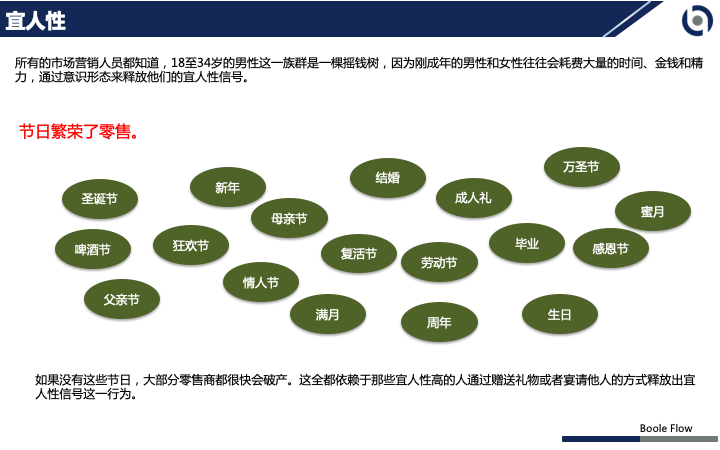 宜人性
所有的市场营销人员都知道，18至34岁的男性这一族群是一棵摇钱树，因为刚成年的男性和女性往往会耗费大量的时间、金钱和精
力，通过意识形态来释放他们的宜人性信号。
节日繁荣了零售。
万圣节
结婚
新年
圣诞节
成人礼
蜜月
母亲节
啤酒节
狂欢节
复活节
劳动节
毕业
感恩节
情人节
父亲节
满月
周年
生日
如果没有这些节日，大部分零售商都很快会破产。这全都依赖于那些宜人性高的人通过赠送礼物或者宴请他人的方式释放出宜
人性信号这一行为。
Boole Flow